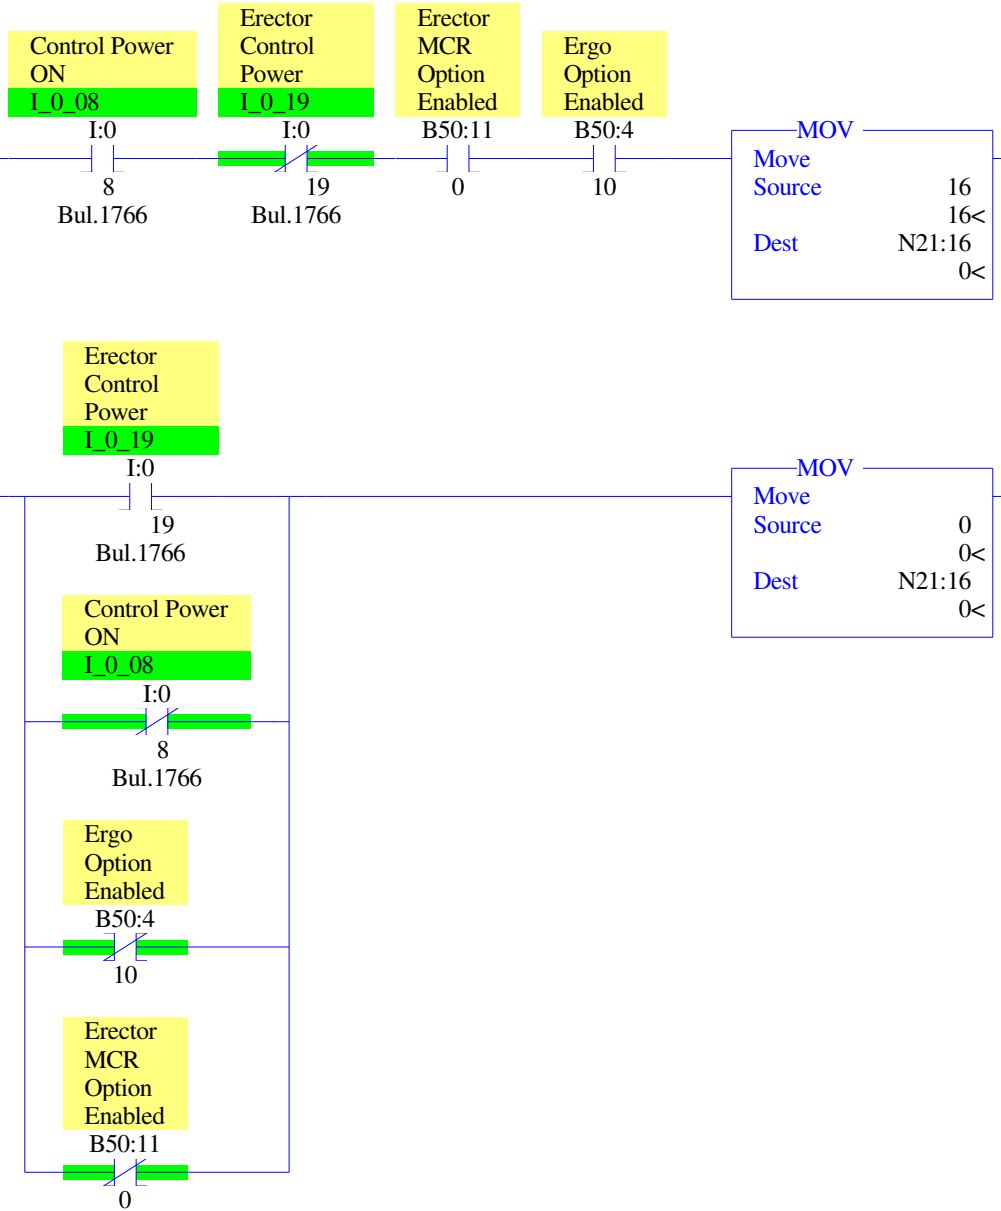 Control Power
ON
I_0_08
I:0
8
Bul.1766
Erector
Control
Power
I_0_19
I:0
19
Bul.1766
Erector
MCR
Option
Enabled
B50:11
0
Ergo
Option
Enabled
B50:4
10
MOV
Move
Source 16
16<
Dest N21:16
0<
Erector
Control
Power
I_0_19
I:0
19
Bul.1766
MOV
Move
Source 0
0<
Dest N21:16
0<
Control Power
ON
I_0_08
I:0
8
Bul.1766
Ergo
Option
Enabled
B50:4
10
Erector
MCR
Option
Enabled
B50:11
0